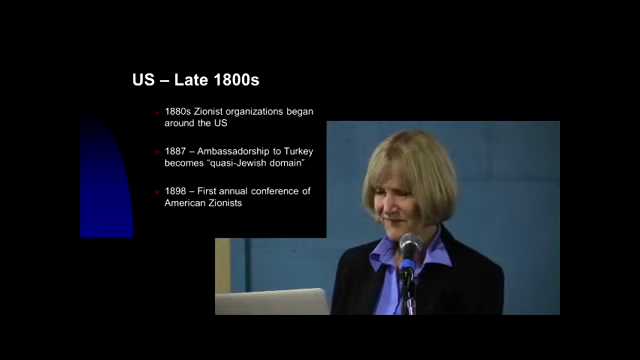 US – Late 1800s
1880s Zionist organizations began
around the US
1887 – Ambassadorship to Turkey
becomes “quasi-Jewish domain”
1898 – First annual conference of
American Zionists